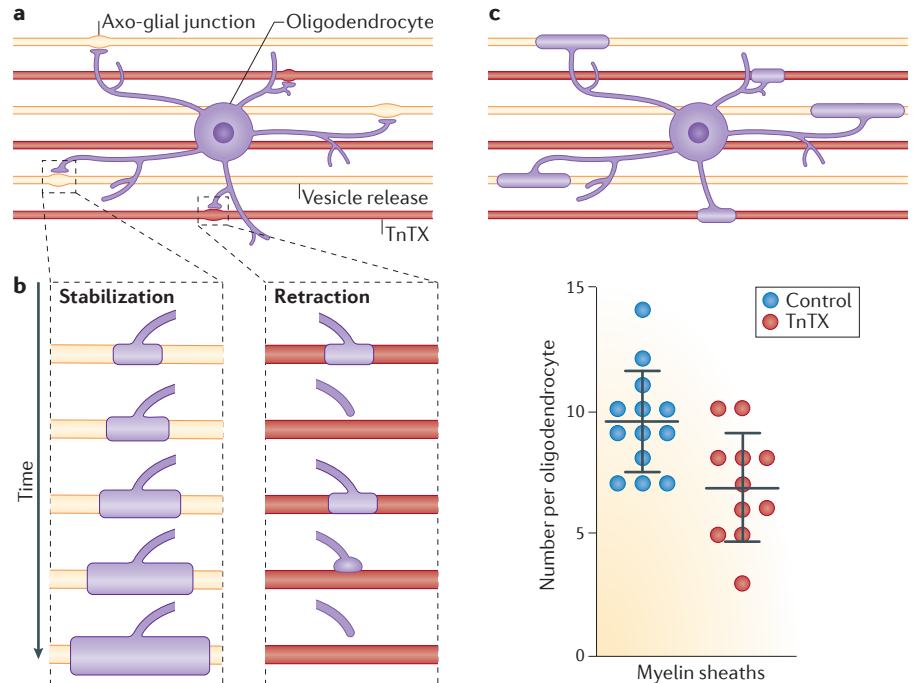 a
Axo-glial junction
Oligodendrocyte
Vesicle release
TnTX
b
Time
Stabilization
Retraction
c
15
10
5
0
Number per oligodendrocyte
Control
TnTX
Myelin sheaths